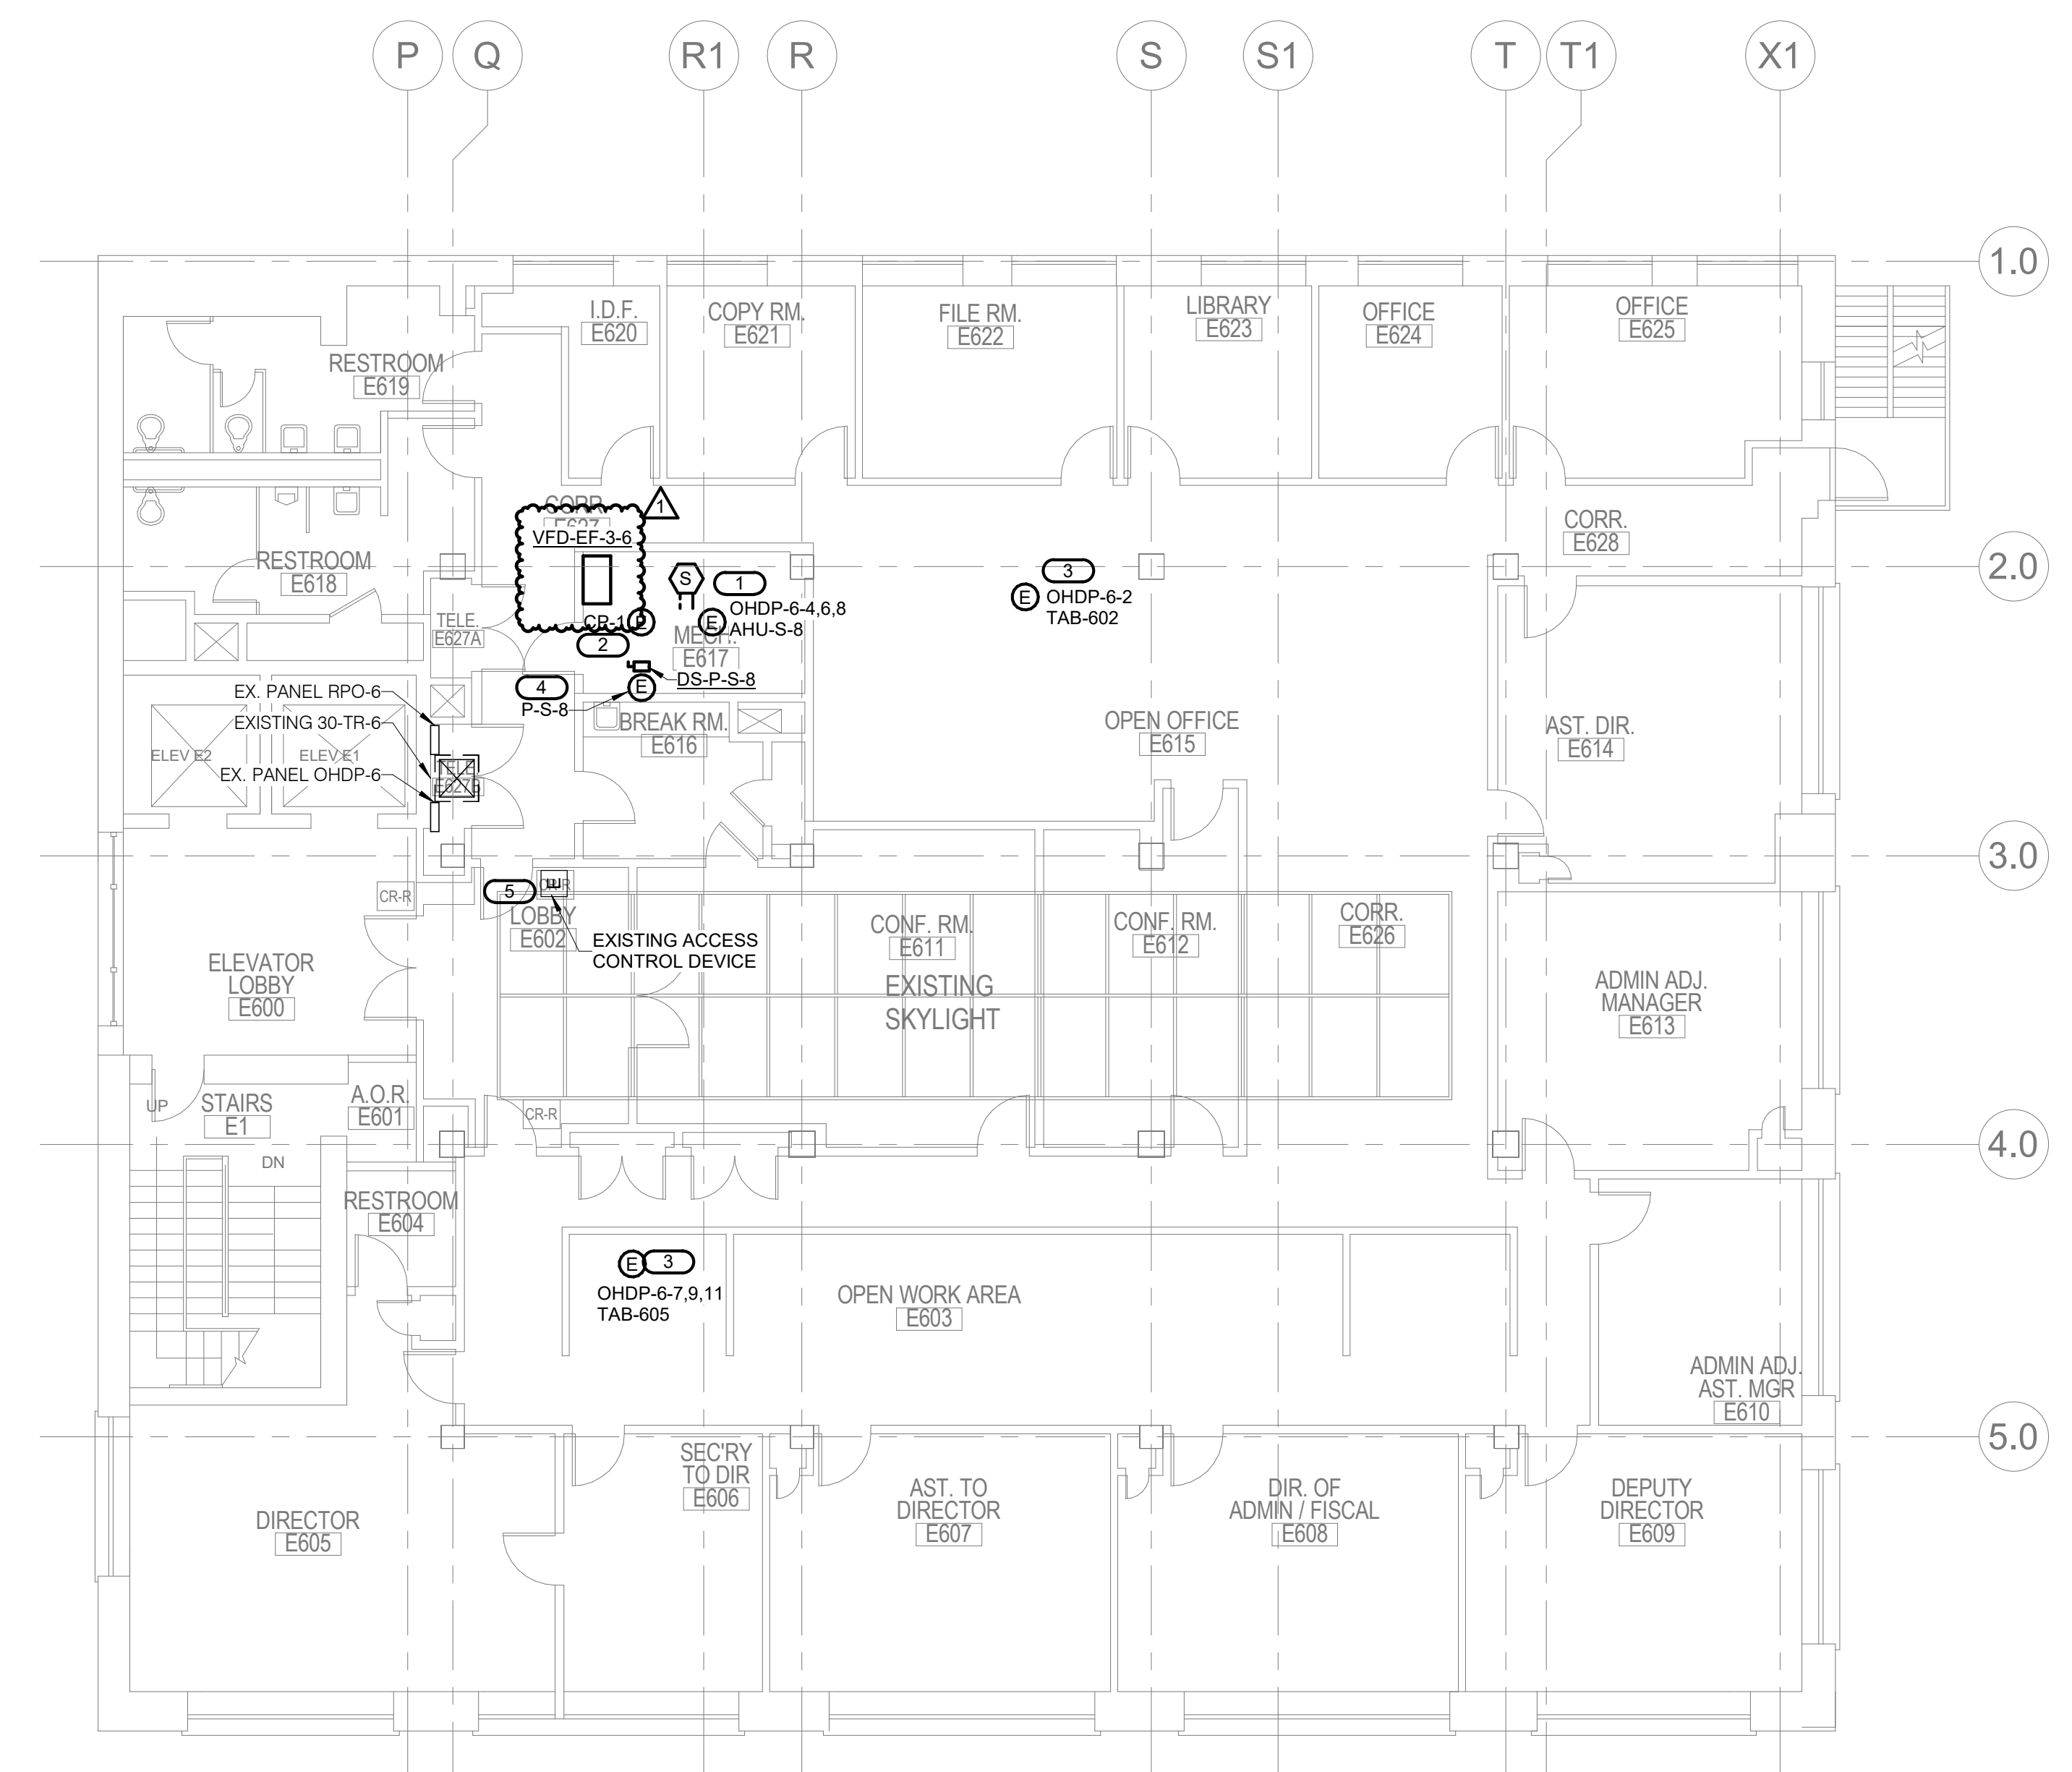 P
Q
R1
R
S
S1
T
T1
X1
1.0
2.0
3.0
4.0
5.0
I.D.F.
E620
COPY RM.
E621
FILE RM.
E622
LIBRARY
E623
OFFICE
E624
OFFICE
E625
RESTROOM
E619
CORR.
E627
1
VFD-EF-3-6
S
1
OHDP-6-4,6,8
E
AHU-S-8
CP-1
E
2
MECH.
E617
DS-P-S-8
4
E
P-S-8
3
E
OHDP-6-2
TAB-602
CORR.
E628
RESTROOM
E618
TELE.
E627A
EX. PANEL RPO-6
EXISTING 30-TR-6
EX. PANEL OHDP-6
ELEV E2
ELEV E1
TELE.
E627B
BREAK RM.
E616
OPEN OFFICE
E615
AST. DIR.
E614
CR-R
5
CR-R
E
LOBBY
E602
EXISTING ACCESS
CONTROL DEVICE
CONF. RM.
E611
CONF. RM.
E612
CORR.
E626
EXISTING
SKYLIGHT
ELEVATOR
LOBBY
E600
ADMIN ADJ.
MANAGER
E613
UP
STAIRS
E1
A.O.R.
E601
CR-R
DN
RESTROOM
E604
E
3
OHDP-6-7,9,11
TAB-605
OPEN WORK AREA
E603
ADMIN ADJ.
AST. MGR
E610
DIRECTOR
E605
SEC'RY
TO DIR
E606
AST. TO
DIRECTOR
E607
DIR. OF
ADMIN / FISCAL
E608
DEPUTY
DIRECTOR
E609